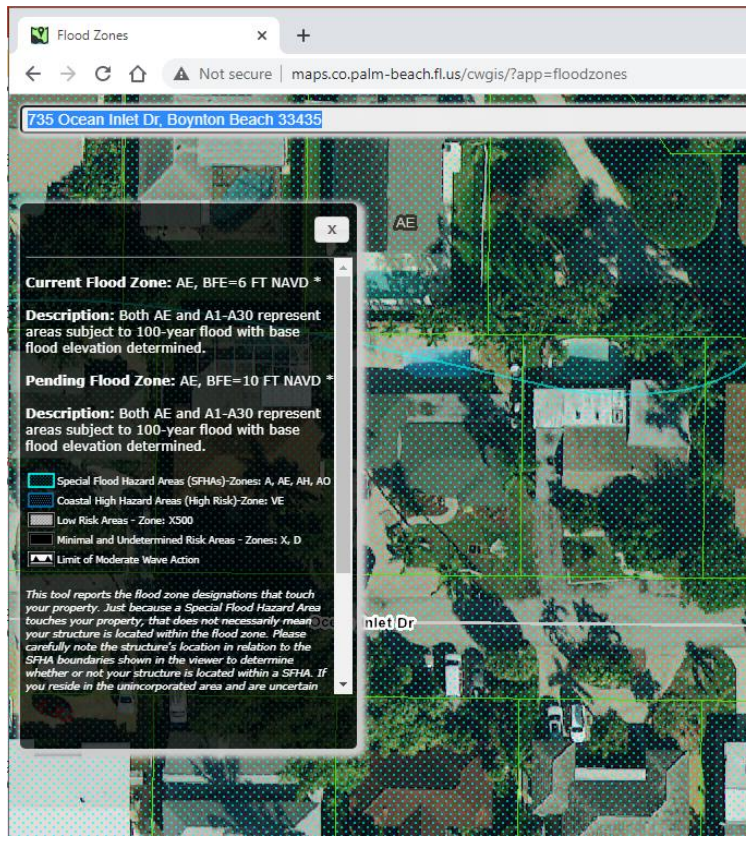 Flood Zones
Not secure | maps.co.palm-beach.fl.us/cwgis/?app=floodzones
735 Ocean Inlet Dr, Boynton Beach 33435
x
AE
Current Flood Zone: AE, BFE=6 FT NAVD *
Description: Both AE and A1-A30 represent
areas subject to 100-year flood with base
flood elevation determined.
Pending Flood Zone: AE, BFE=10 FT NAVD *
Description: Both AE and A1-A30 represent
areas subject to 100-year flood with base
flood elevation determined.
Special Flood Hazard Areas (SFHAs)-Zones: A, AE, AH, AO
Coastal High Hazard Areas (High Risk)-Zone: VE
Low Risk Areas - Zone: X500
Minimal and Undetermined Risk Areas - Zones: X, D
Limit of Moderate Wave Action
This tool reports the flood zone designations that touch
your property. Just because a Special Flood Hazard Area
touches your property, that does not necessarily mean
your structure is located within the flood zone. Please
carefully note the structure's location in relation to the
SFHA boundaries shown in the viewer to determine
whether or not your structure is located within a SFHA. If
you reside in the unincorporated area and are uncertain
nlet Dr